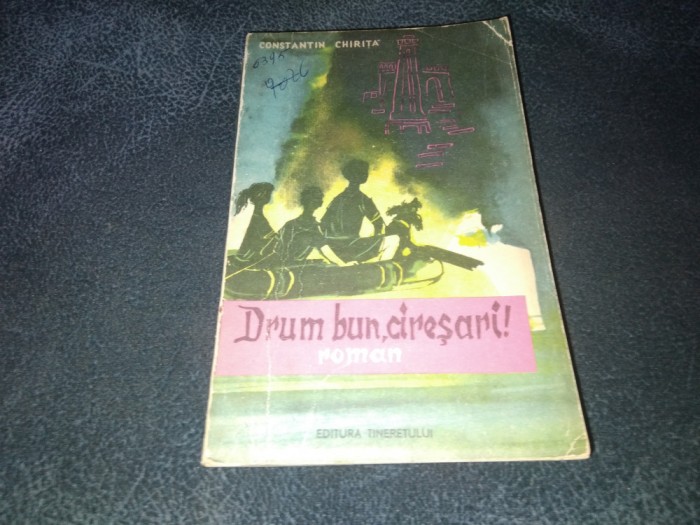 CONSTANTIN CHIRIȚĂ
Drum bun, cireșari!
roman
EDITURA TINERETULUI